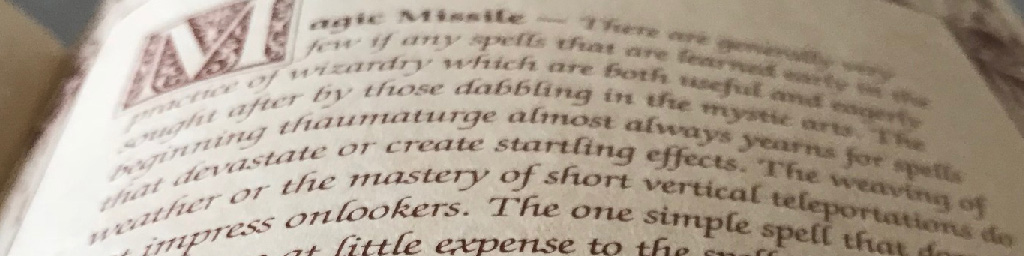 Magic Missile — There are generally very
few if any spells that are learned early in the
practice of wizardry which are both useful and eagerly
sought after by those dabbling in the mystic arts. The
beginning thaumaturge almost always yearns for spells
that devastate or create startling effects. The weaving of
weather or the mastery of short vertical teleportations do
impress onlookers. The one simple spell that
at little expense to the